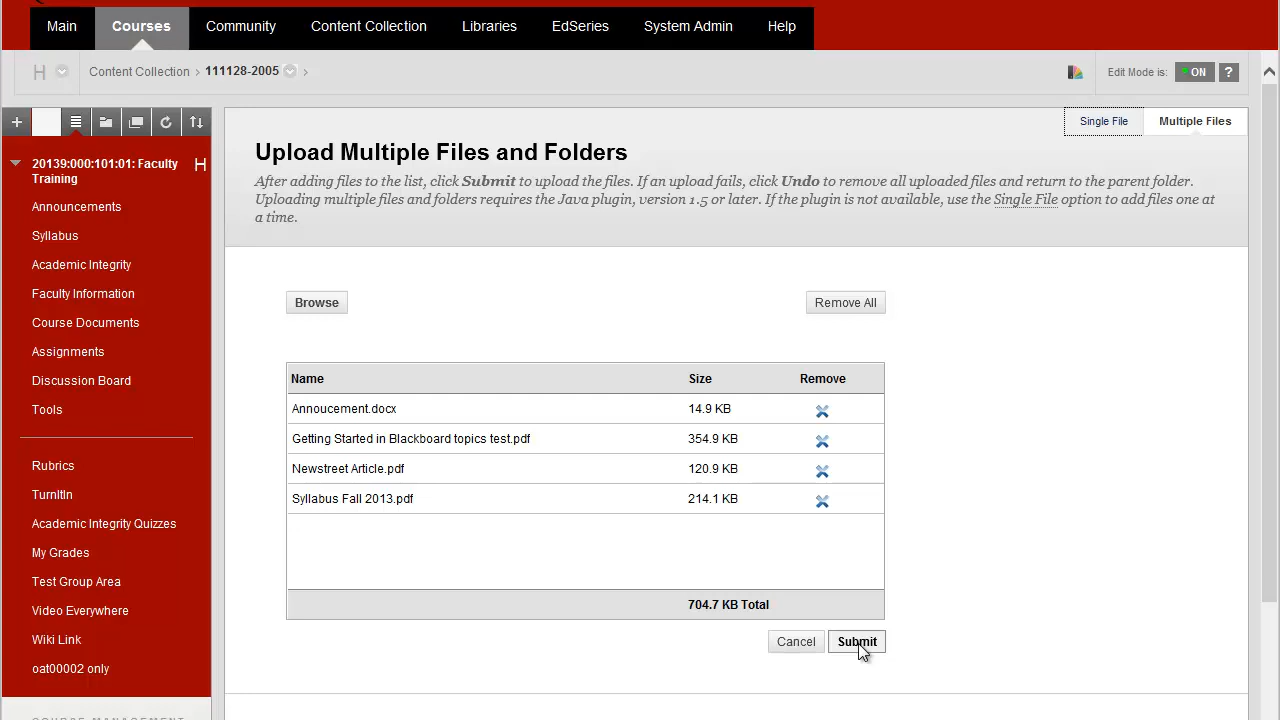 Main Courses Community Content Collection Libraries EdSeries System Admin Help
H Content Collection > 111128-2005 > Edit Mode is: ON ?
Single File Multiple Files
20139:000:101:01: Faculty Training H
Announcements
Syllabus
Academic Integrity
Faculty Information
Course Documents
Assignments
Discussion Board
Tools
Rubrics
TurnItIn
Academic Integrity Quizzes
My Grades
Test Group Area
Video Everywhere
Wiki Link
oat00002 only
Upload Multiple Files and Folders
After adding files to the list, click Submit to upload the files. If an upload fails, click Undo to remove all uploaded files and return to the parent folder.
Uploading multiple files and folders requires the Java plugin, version 1.5 or later. If the plugin is not available, use the Single File option to add files one at
a time.
Browse Remove All
Name Size Remove
Annoucement.docx 14.9 KB
Getting Started in Blackboard topics test.pdf 354.9 KB
Newstreet Article.pdf 120.9 KB
Syllabus Fall 2013.pdf 214.1 KB
704.7 KB Total
Cancel Submit